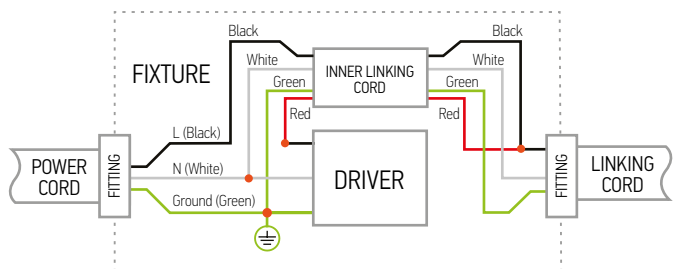 Black
Black
White
White
FIXTURE
INNER LINKING
CORD
Green
Green
Red
Red
L (Black)
N (White)
Ground (Green)
POWER
CORD
FITTING
DRIVER
FITTING
LINKING
CORD